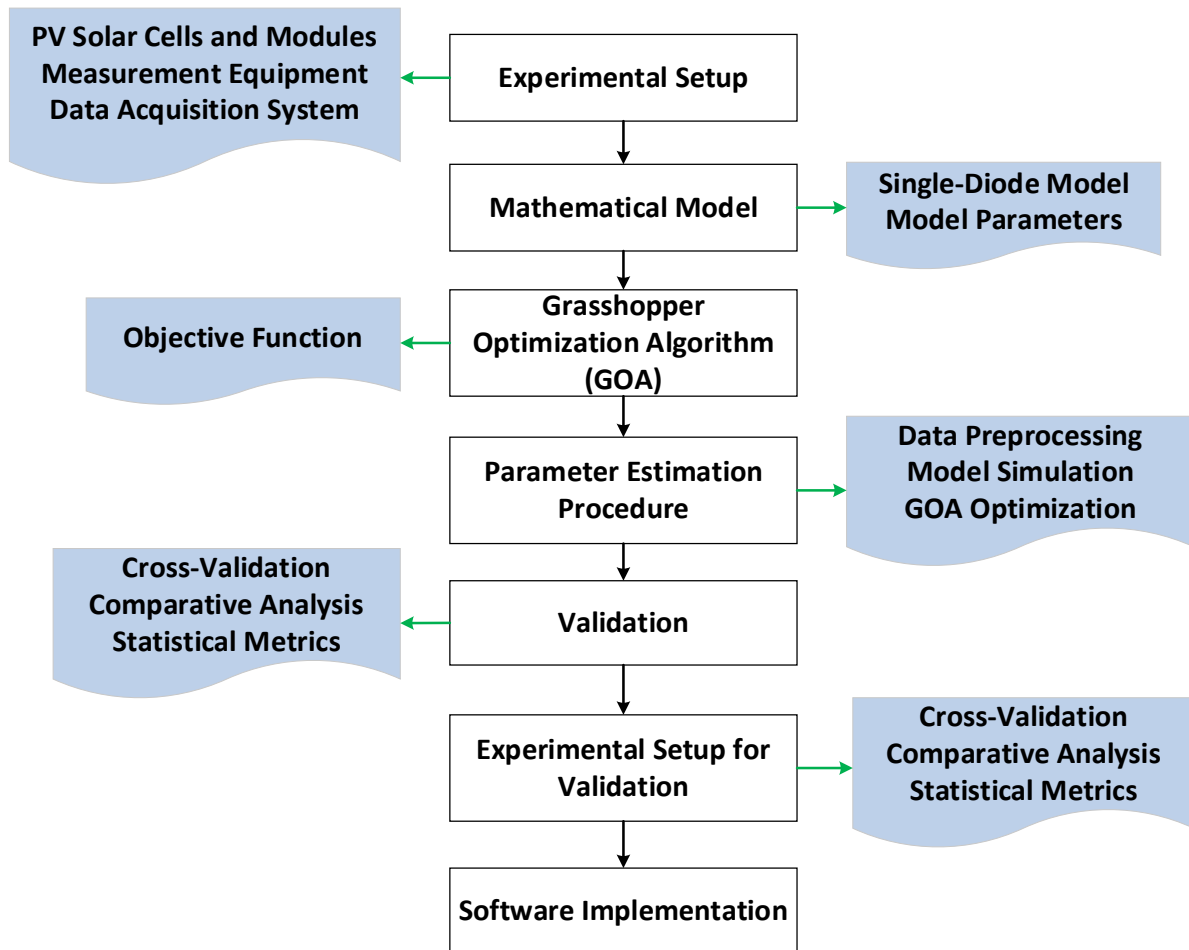 PV Solar Cells and Modules
Measurement Equipment
Data Acquisition System
Experimental Setup
Mathematical Model
Single-Diode Model
Model Parameters
Grasshopper
Optimization Algorithm
(GOA)
Objective Function
Parameter Estimation
Procedure
Data Preprocessing
Model Simulation
GOA Optimization
Cross-Validation
Comparative Analysis
Statistical Metrics
Validation
Experimental Setup for
Validation
Cross-Validation
Comparative Analysis
Statistical Metrics
Software Implementation